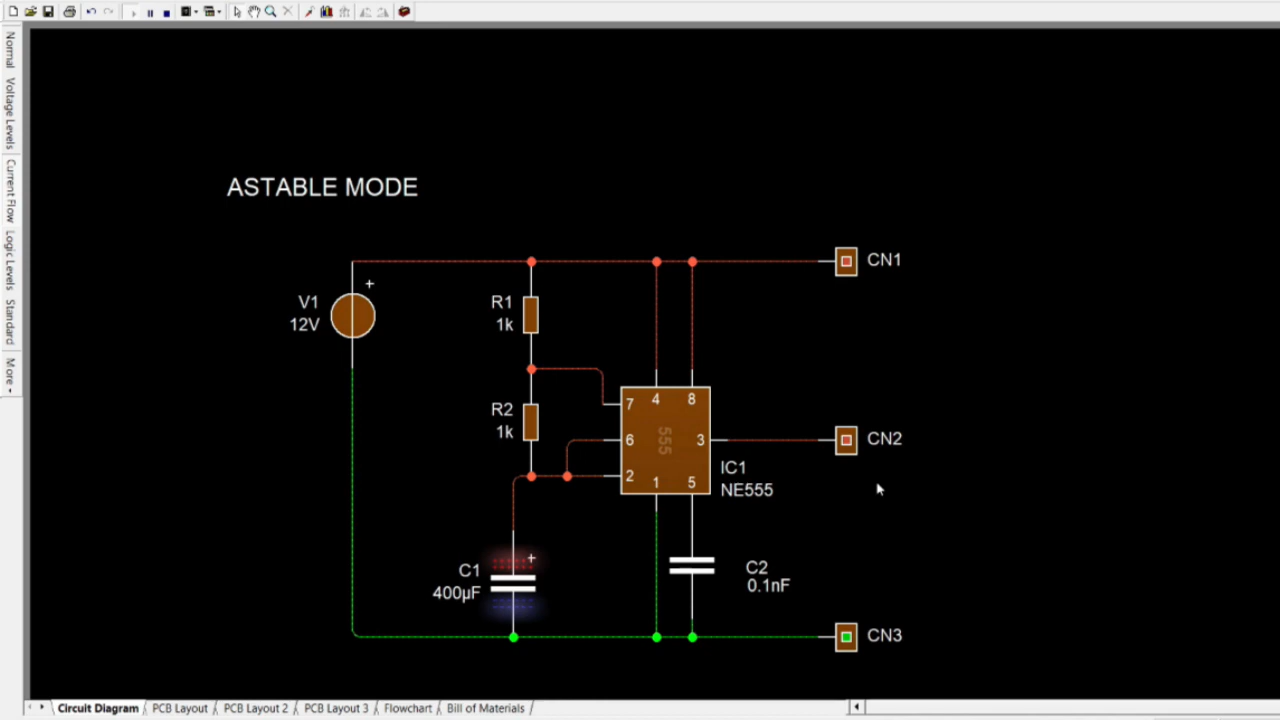 Normal
Voltage Levels
Current Flow
Logic Levels
Standard
More
ASTABLE MODE
V1
12V
+
R1
1k
R2
1k
CN1
CN2
CN3
4 8
7
6
3
2
1 5
555
IC1
NE555
C1
400µF
+
C2
0.1nF
Circuit Diagram PCB Layout PCB Layout 2 PCB Layout 3 Flowchart Bill of Materials